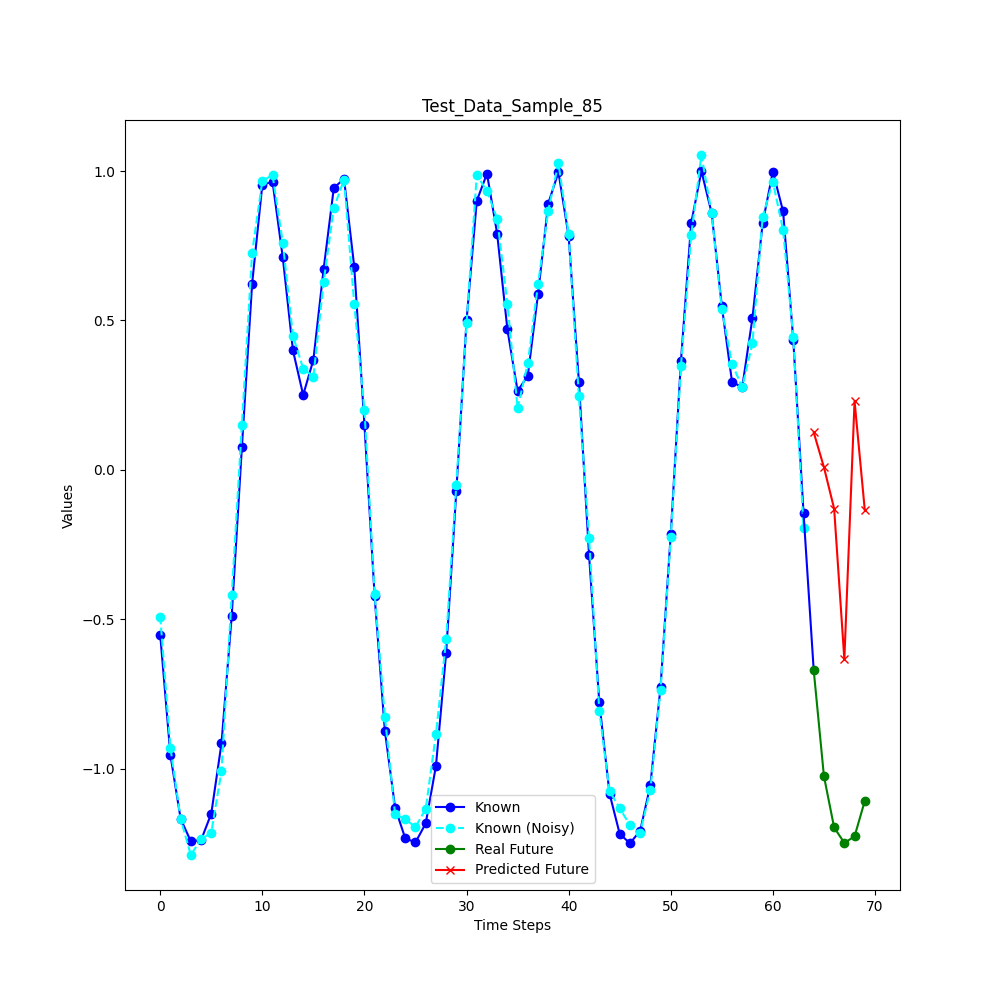 Test_Data_Sample_85
1.0
0.5
0.0
−0.5
−1.0
Values
0 10 20 30 40 50 60 70
Time Steps
Known
Known (Noisy)
Real Future
Predicted Future